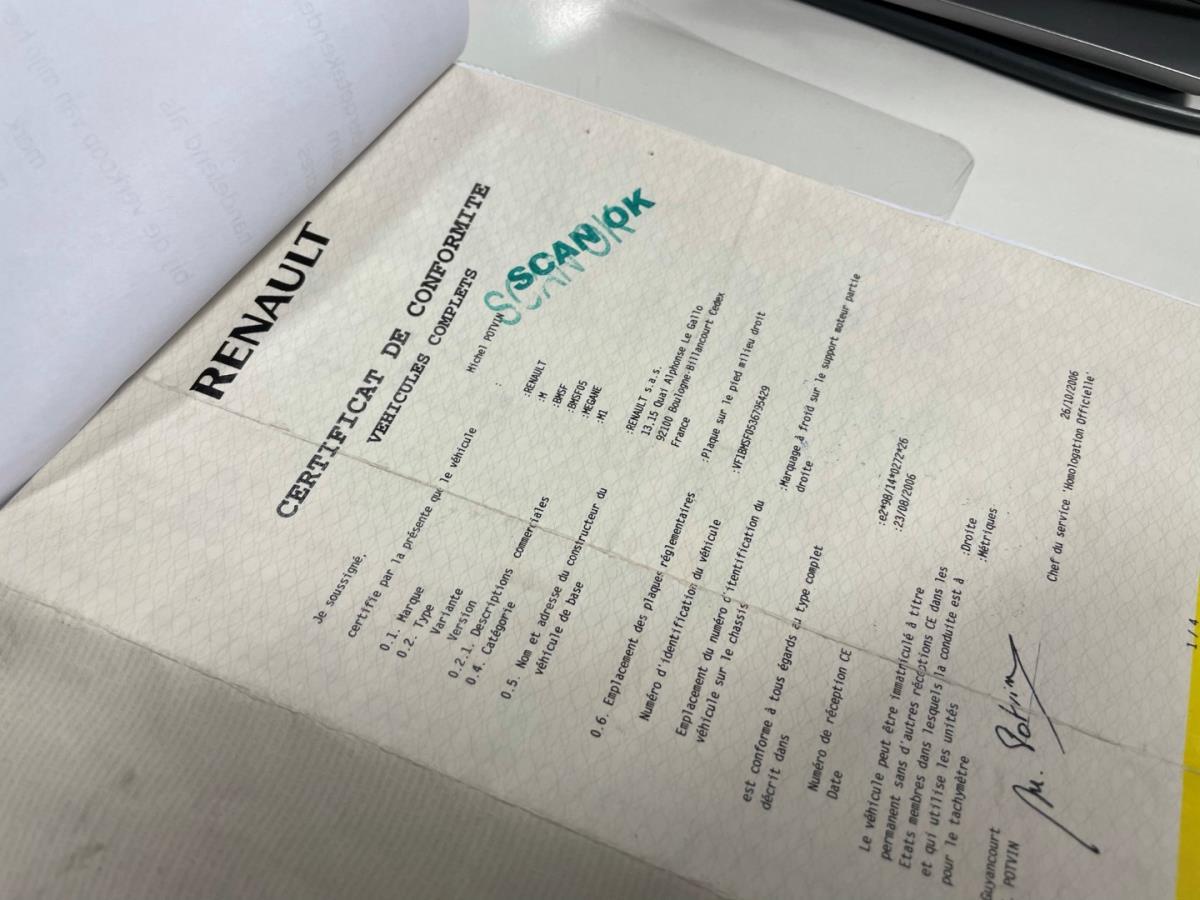 RENAULT
CERTIFICAT DE CONFORMITE
VEHICULES COMPLETS
SCAN OK
SCAN OK
Je soussigné, : Michel POTVIN
certifie par la présente que le véhicule
0.1. Marque :RENAULT
0.2. Type :M
Variante :BMSF
Version :BMSF05
0.2.1. Descriptions commerciales :MEGANE
0.4. Catégorie :M1
0.5. Nom et adresse du constructeur du :RENAULT s.a.s.
véhicule de base 13.15 Quai Alphonse Le Gallo
92100 Boulogne-Billancourt Cedex
France
0.6. Emplacement des plaques réglementaires :Plaque sur le pied milieu droit
Numéro d'identification du véhicule :VF1BMSF0536795429
Emplacement du numéro d'itentification du :Marquage à froid sur le support moteur partie
véhicule sur le chassis droite
est conforme à tous égards au type complet
décrit dans
Numéro de réception CE :e2*98/14*0272*26
Date :23/08/2006
Le véhicule peut être immatriculé à titre
permanent sans d'autres réceptions CE dans les
Etats membres dans lesquels la conduite est à :Droite
et qui utilise les unités :Métriques
pour le tachymètre
Guyancourt 26/10/2006
POTVIN Chef du service 'Homologation Officielle'
M. Potvin
1/4